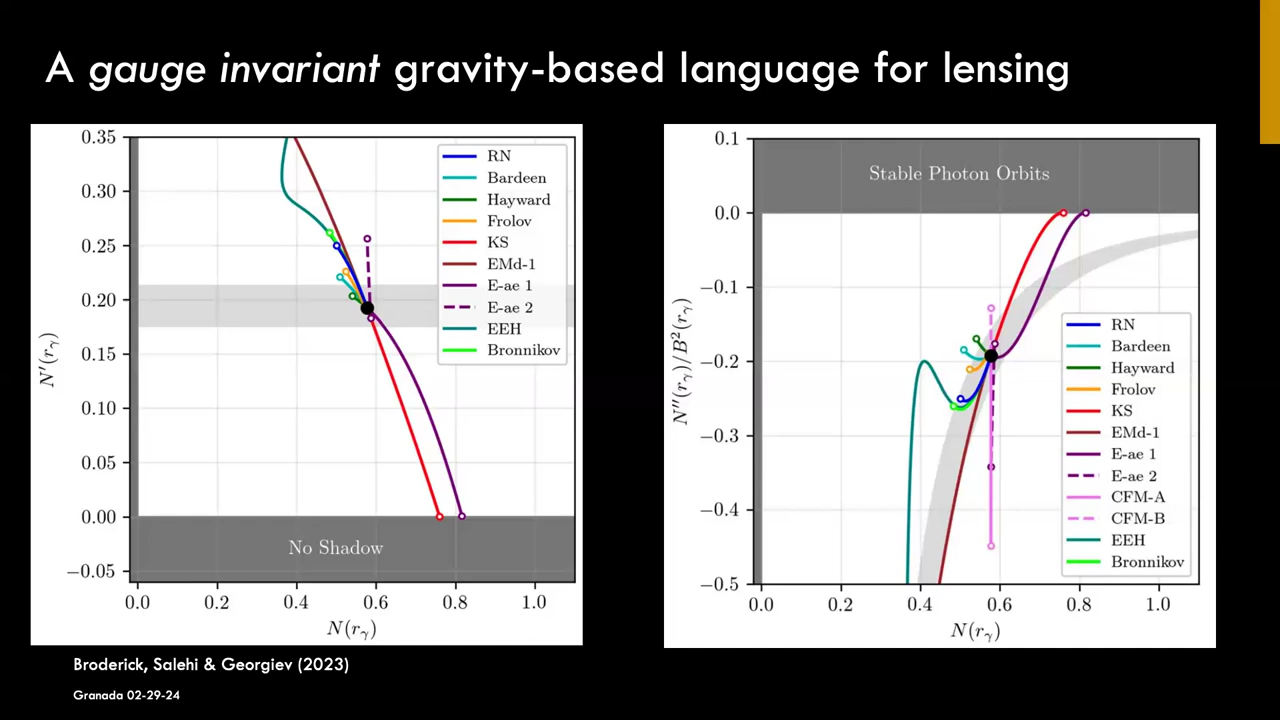 A gauge invariant gravity-based language for lensing
0.35
0.30
0.25
0.20
0.15
0.10
0.05
0.00
−0.05
N′(rγ)
RN
Bardeen
Hayward
Frolov
KS
EMd-1
E-ae 1
E-ae 2
EEH
Bronnikov
No Shadow
0.0 0.2 0.4 0.6 0.8 1.0
N(rγ)
0.1
0.0
−0.1
−0.2
−0.3
−0.4
−0.5
N″(rγ)/B²(rγ)
Stable Photon Orbits
RN
Bardeen
Hayward
Frolov
KS
EMd-1
E-ae 1
E-ae 2
CFM-A
CFM-B
EEH
Bronnikov
0.0 0.2 0.4 0.6 0.8 1.0
N(rγ)
Broderick, Salehi & Georgiev (2023)
Granada 02-29-24